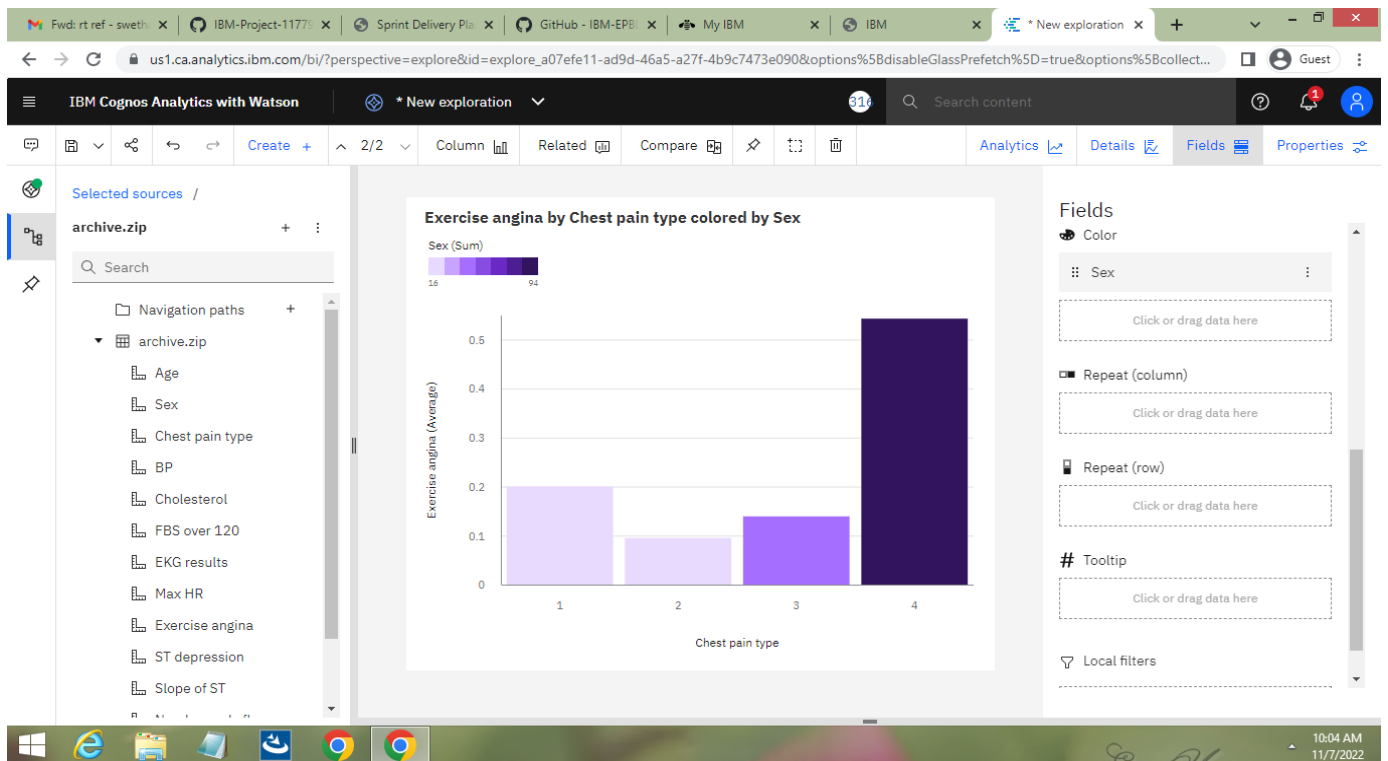 Fwd: rt ref - sweth
IBM-Project-11779
Sprint Delivery Pla
GitHub - IBM-EPBL
My IBM
IBM
* New exploration
us1.ca.analytics.ibm.com/bi/?perspective=explore&id=explore_a07efe11-ad9d-46a5-a27f-4b9c7473e090&options%5BdisableGlassPrefetch%5D=true&options%5Bcollect...
Guest
IBM Cognos Analytics with Watson
* New exploration
316
Search content
1
Create +
2/2
Column
Related
Compare
Analytics
Details
Fields
Properties
Selected sources /
archive.zip
Search
Navigation paths
archive.zip
Age
Sex
Chest pain type
BP
Cholesterol
FBS over 120
EKG results
Max HR
Exercise angina
ST depression
Slope of ST
Exercise angina by Chest pain type colored by Sex
Sex (Sum)
16 94
0.5
0.4
0.3
0.2
0.1
0
Exercise angina (Average)
1 2 3 4
Chest pain type
Fields
Color
Sex
Click or drag data here
Repeat (column)
Click or drag data here
Repeat (row)
Click or drag data here
# Tooltip
Click or drag data here
Local filters
10:04 AM
11/7/2022